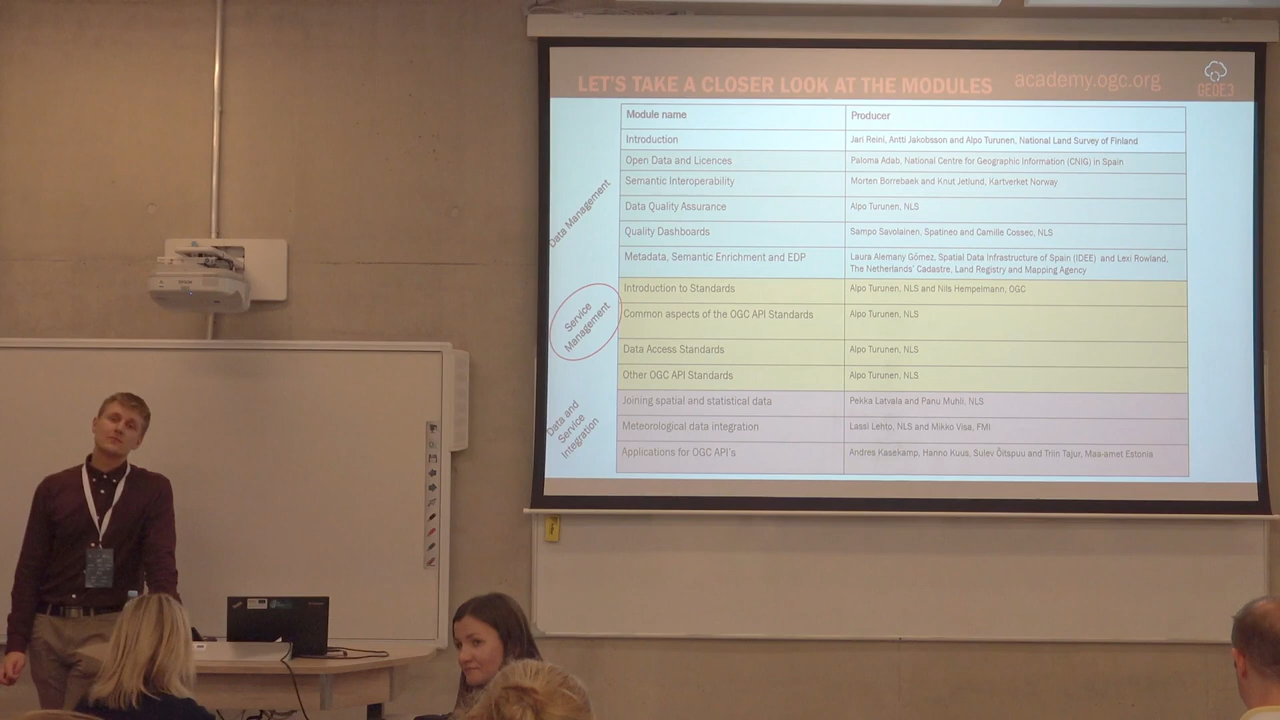 LET'S TAKE A CLOSER LOOK AT THE MODULES academy.ogc.org
GEOE3
Module name Producer
Introduction Jari Reini, Antti Jakobsson and Alpo Turunen, National Land Survey of Finland
Open Data and Licences Paloma Adab, National Centre for Geographic Information (CNIG) in Spain
Semantic Interoperability Morten Borrebaek and Knut Jetlund, Kartverket Norway
Data Quality Assurance Alpo Turunen, NLS
Quality Dashboards Sampo Savolainen, Spatineo and Camille Cossec, NLS
Metadata, Semantic Enrichment and EDP Laura Alemany Gómez, Spatial Data Infrastructure of Spain (IDEE) and Lexi Rowland,
The Netherlands' Cadastre, Land Registry and Mapping Agency
Data Management
Introduction to Standards Alpo Turunen, NLS and Nils Hempelmann, OGC
Common aspects of the OGC API Standards Alpo Turunen, NLS
Data Access Standards Alpo Turunen, NLS
Other OGC API Standards Alpo Turunen, NLS
Service
Management
Joining spatial and statistical data Pekka Latvala and Panu Muhli, NLS
Meteorological data integration Lassi Lehto, NLS and Mikko Visa, FMI
Applications for OGC API's Andres Kasekamp, Hanno Kuus, Sulev Õitspuu and Triin Tajur, Maa-amet Estonia
Data and
Service
Integration
EPSON